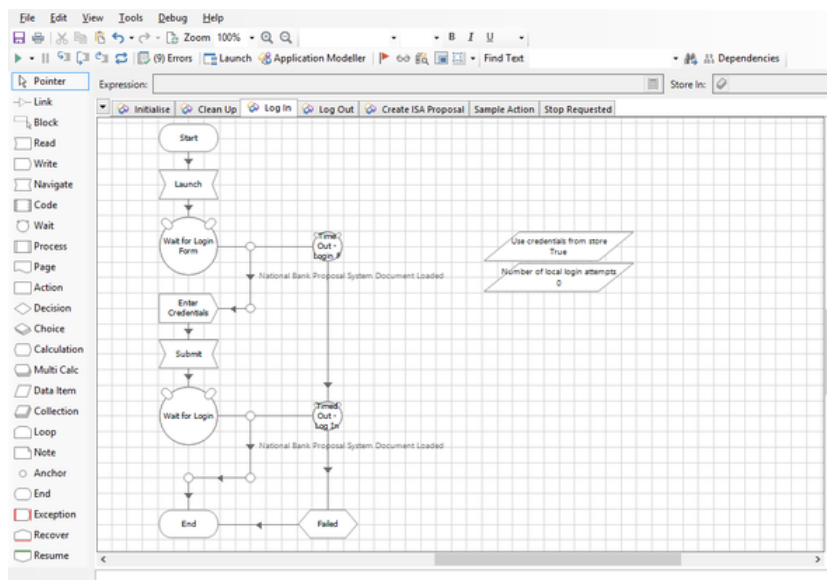 File Edit View Tools Debug Help
Zoom 100% B I U
(9) Errors Launch Application Modeller Find Text Dependencies
Expression: Store In:
Initialise Clean Up Log In Log Out Create ISA Proposal Sample Action Stop Requested
Pointer
Link
Block
Read
Write
Navigate
Code
Wait
Process
Page
Action
Decision
Choice
Calculation
Multi Calc
Data Item
Collection
Loop
Note
Anchor
End
Exception
Recover
Resume
Start
Launch
Wait for Login
Form
Time
Out -
Login F
National Bank Proposal System Document Loaded
Enter
Credentials
Submit
Wait for Login
Timed
Out -
Log In
National Bank Proposal System Document Loaded
End
Failed
Use credentials from store
True
Number of local login attempts
0